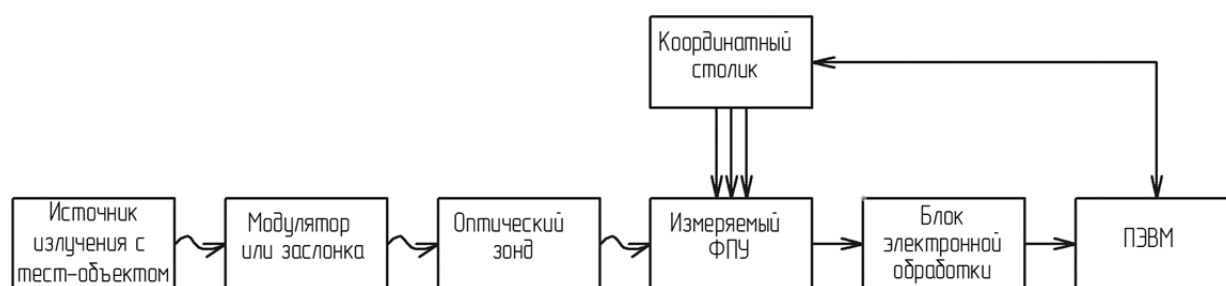 Координатный
столик
Источник
излучения с
тест-объектом
Модулятор
или заслонка
Оптический
зонд
Измеряемый
ФПУ
Блок
электронной
обработки
ПЭВМ